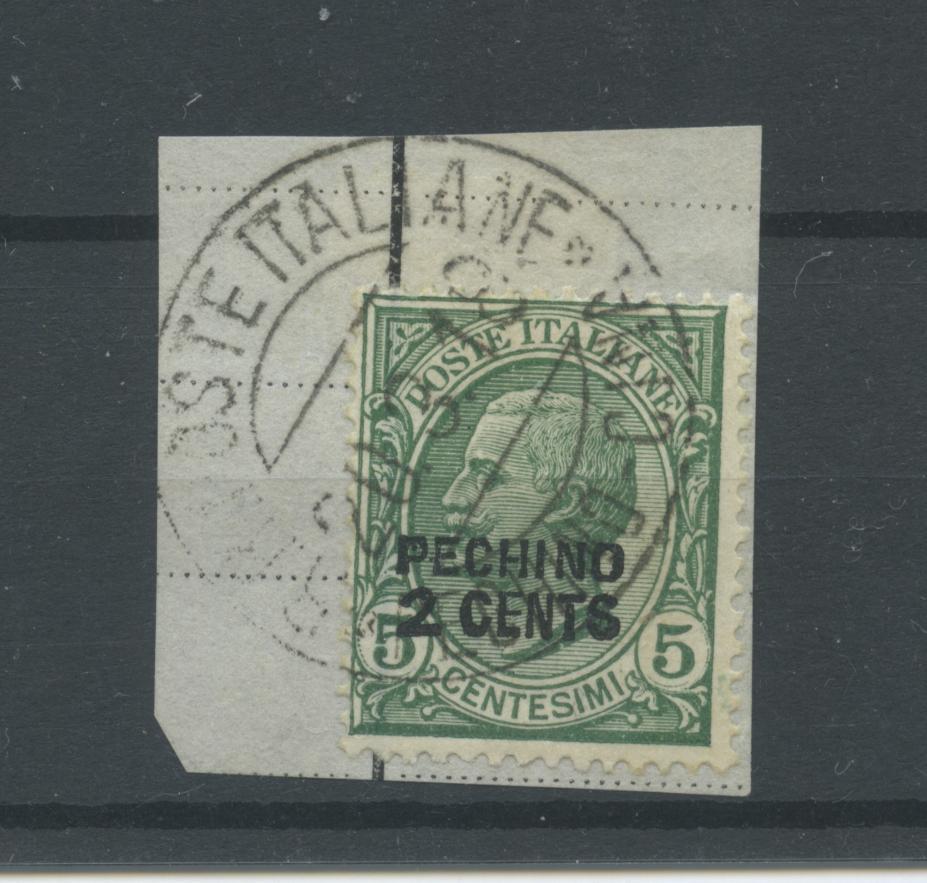 POSTE ITALIANE
POSTE ITALIANE
PECHINO
2 CENTS
5 5
CENTESIMI